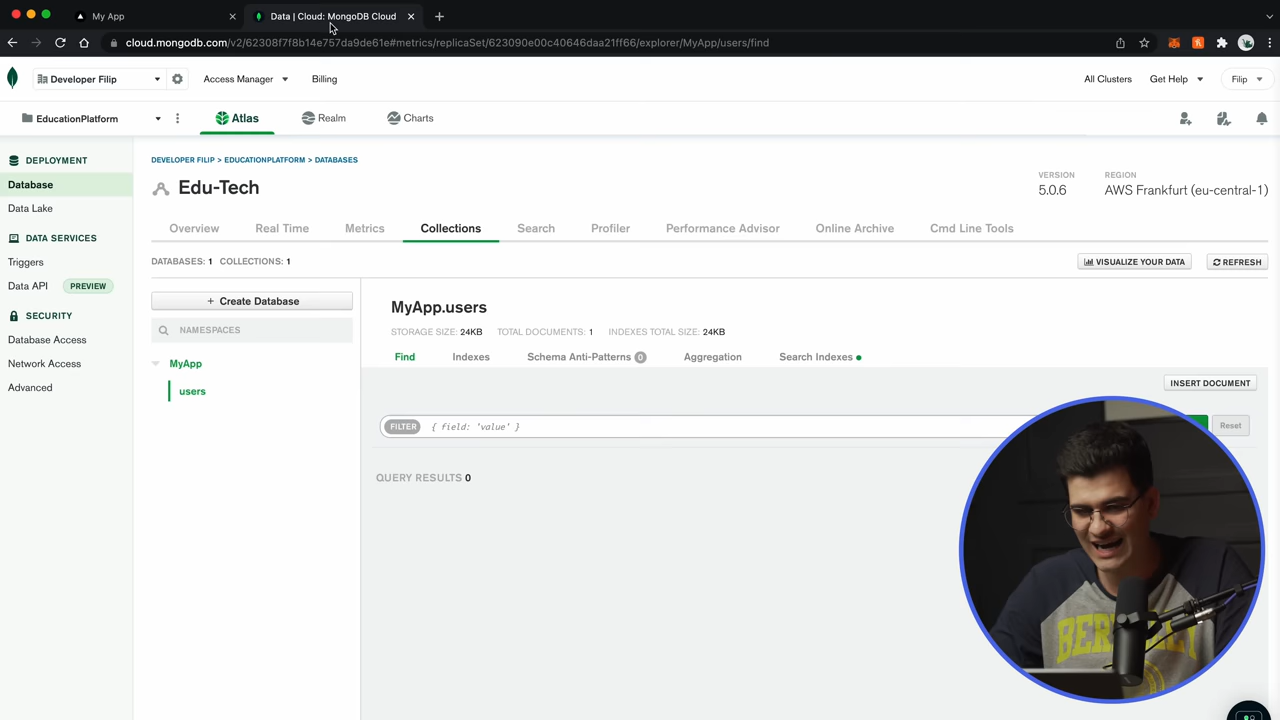 My App
Data | Cloud: MongoDB Cloud
cloud.mongodb.com/v2/62308f7f8b14e757da9de61e#metrics/replicaSet/623090e00c40646daa21ff66/explorer/MyApp/users/find
Developer Filip
Access Manager
Billing
All Clusters
Get Help
Filip
EducationPlatform
Atlas
Realm
Charts
DEPLOYMENT
Database
Data Lake
DATA SERVICES
Triggers
Data API
PREVIEW
SECURITY
Database Access
Network Access
Advanced
DEVELOPER FILIP > EDUCATIONPLATFORM > DATABASES
Edu-Tech
VERSION
5.0.6
REGION
AWS Frankfurt (eu-central-1)
Overview
Real Time
Metrics
Collections
Search
Profiler
Performance Advisor
Online Archive
Cmd Line Tools
DATABASES: 1 COLLECTIONS: 1
VISUALIZE YOUR DATA
REFRESH
+ Create Database
NAMESPACES
MyApp
users
MyApp.users
STORAGE SIZE: 24KB TOTAL DOCUMENTS: 1 INDEXES TOTAL SIZE: 24KB
Find
Indexes
Schema Anti-Patterns 0
Aggregation
Search Indexes
INSERT DOCUMENT
FILTER { field: 'value' }
Reset
QUERY RESULTS 0